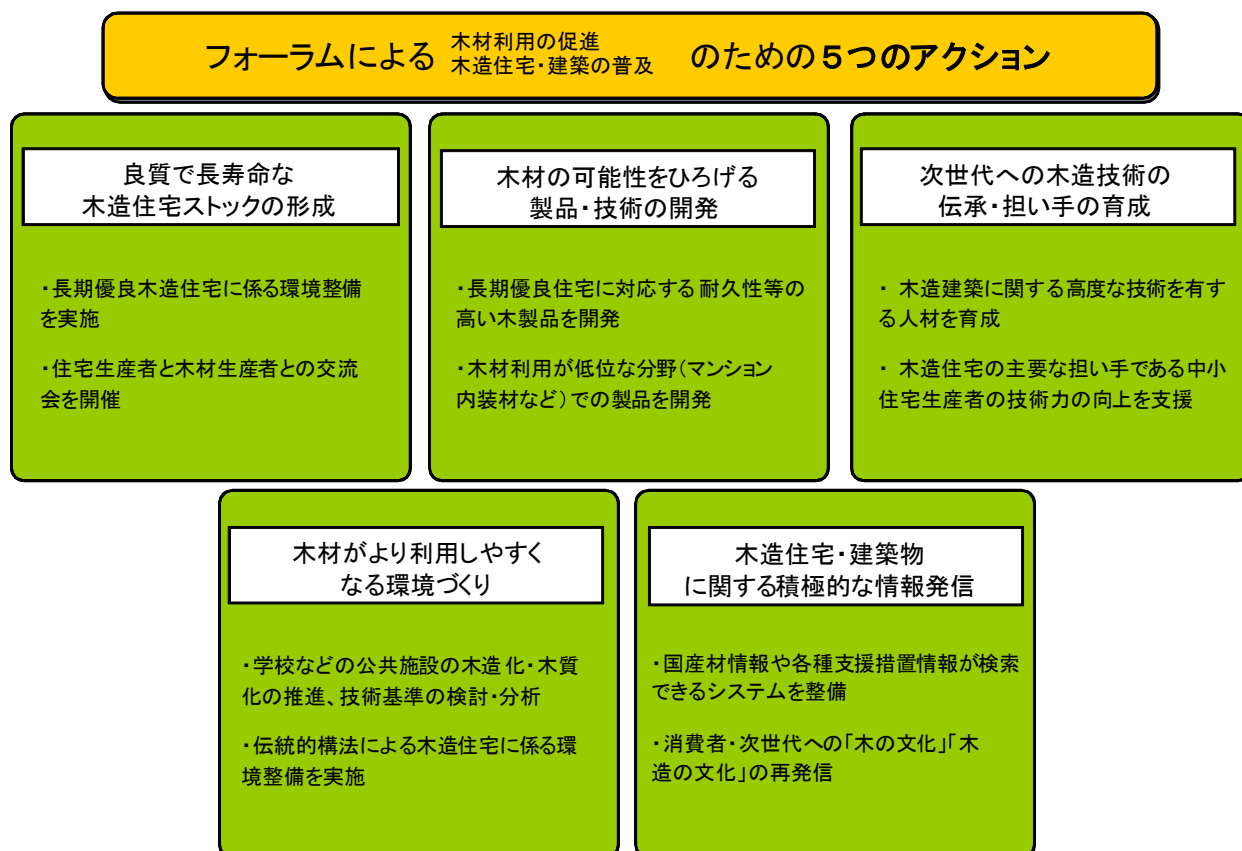 フォーラムによる 木材利用の促進 木造住宅・建築の普及 のための５つのアクション
良質で長寿命な
木造住宅ストックの形成
・長期優良木造住宅に係る環境整備
を実施
・住宅生産者と木材生産者との交流
会を開催
木材の可能性をひろげる
製品・技術の開発
・長期優良住宅に対応する耐久性等の
高い木製品を開発
・木材利用が低位な分野（マンション
内装材など）での製品を開発
次世代への木造技術の
伝承・担い手の育成
・ 木造建築に関する高度な技術を有す
る人材を育成
・ 木造住宅の主要な担い手である中小
住宅生産者の技術力の向上を支援
木材がより利用しやすく
なる環境づくり
・学校などの公共施設の木造化・木質
化の推進、技術基準の検討・分析
・伝統的構法による木造住宅に係る環
境整備を実施
木造住宅・建築物
に関する積極的な情報発信
・国産材情報や各種支援措置情報が検索
できるシステムを整備
・消費者・次世代への「木の文化」「木
造の文化」の再発信